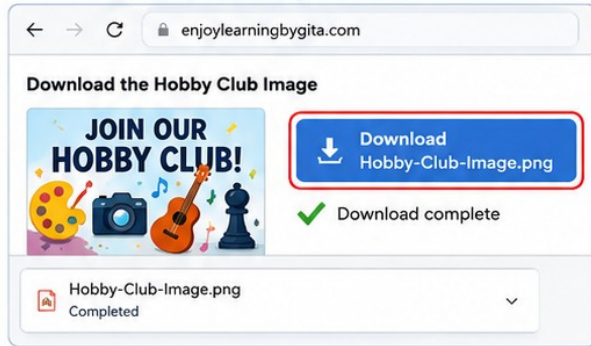 enjoylearningbygita.com
Download the Hobby Club Image
JOIN OUR
HOBBY CLUB!
Download
Hobby-Club-Image.png
Download complete
Hobby-Club-Image.png
Completed